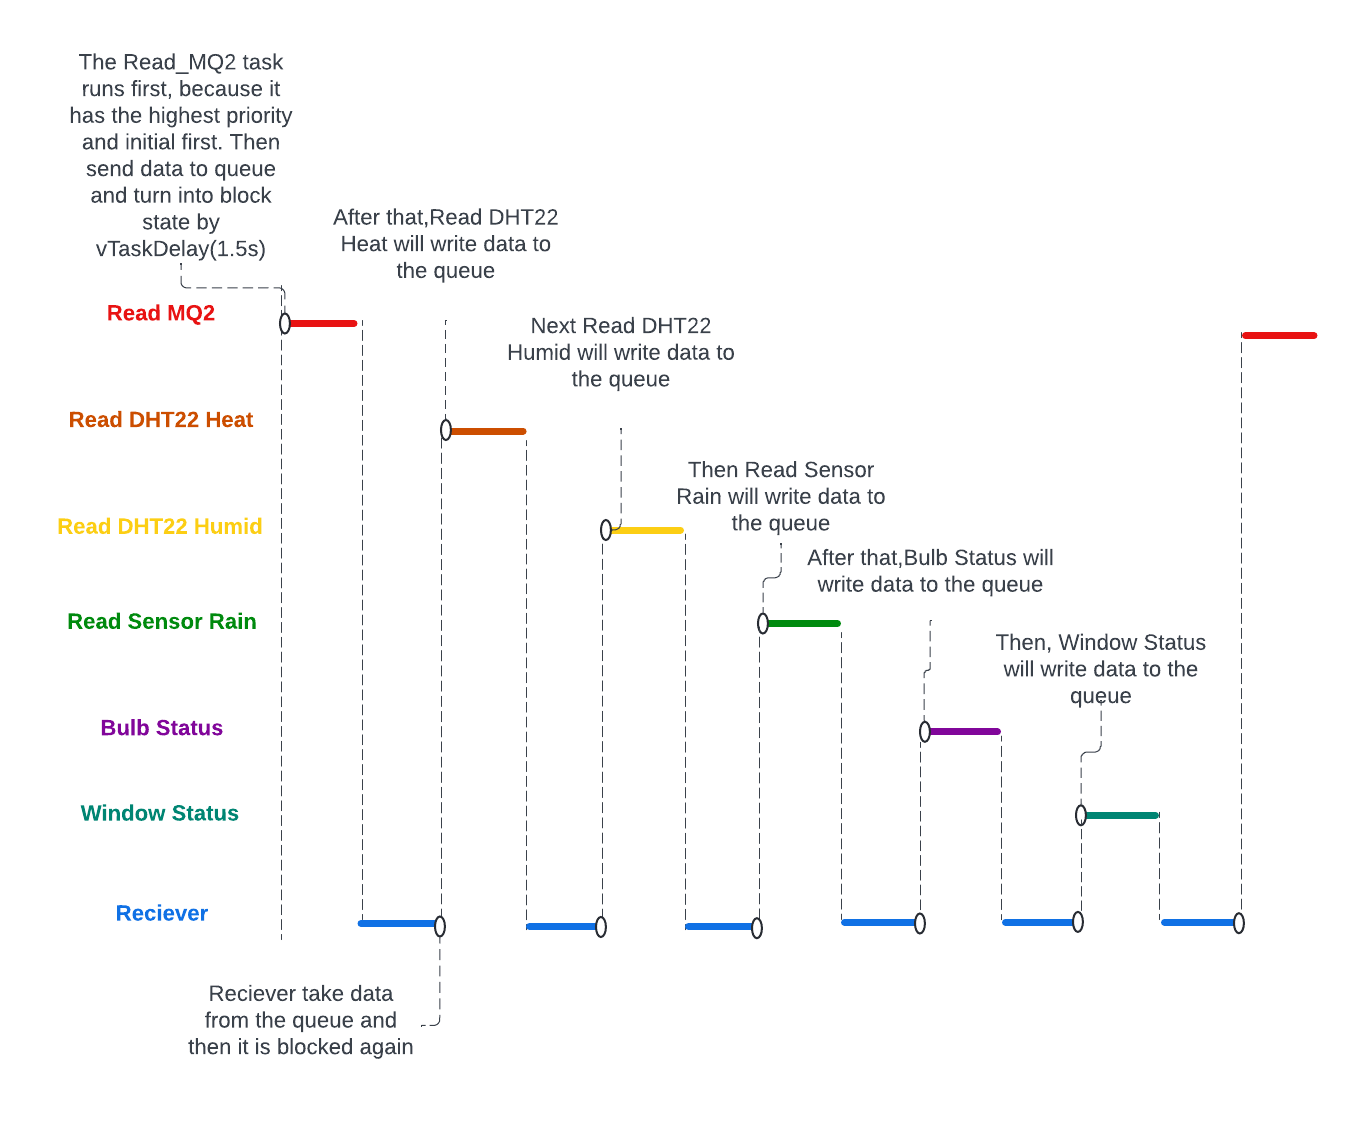 The Read_MQ2 task
runs first, because it
has the highest priority
and initial first. Then
send data to queue
and turn into block
state by
vTaskDelay(1.5s)
After that,Read DHT22
Heat will write data to
the queue
Read MQ2
Next Read DHT22
Humid will write data to
the queue
Read DHT22 Heat
Then Read Sensor
Rain will write data to
the queue
Read DHT22 Humid
After that,Bulb Status will
write data to the queue
Read Sensor Rain
Then, Window Status
will write data to the
queue
Bulb Status
Window Status
Reciever
Reciever take data
from the queue and
then it is blocked again